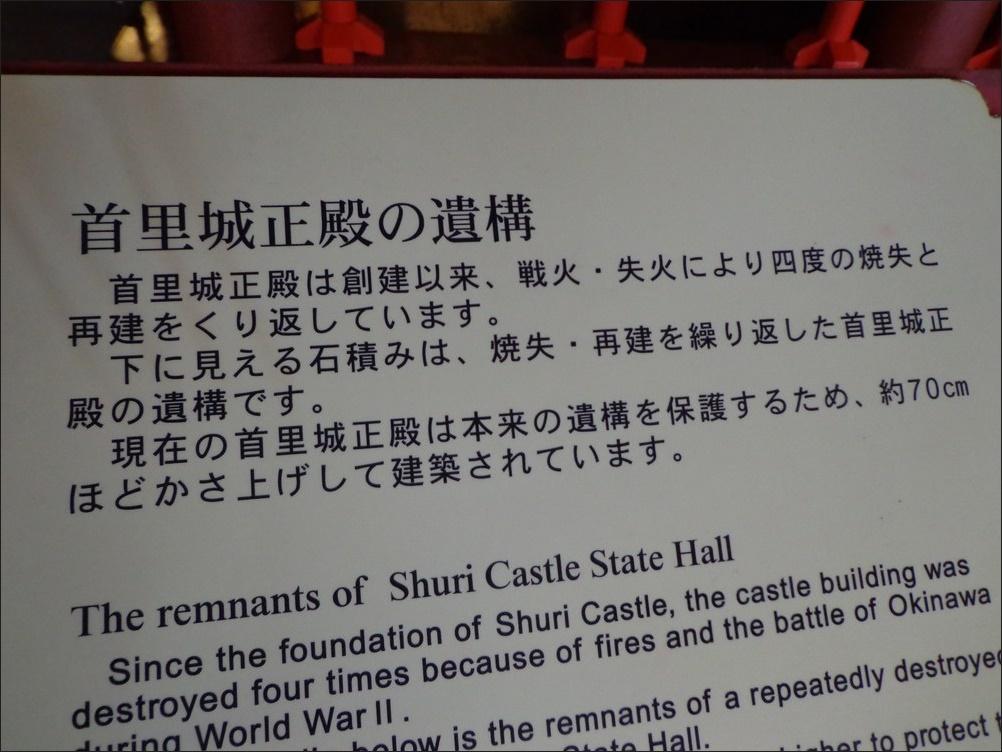 首里城正殿の遺構
首里城正殿は創建以来、戦火・失火により四度の焼失と
再建をくり返しています。
下に見える石積みは、焼失・再建を繰り返した首里城正
殿の遺構です。
現在の首里城正殿は本来の遺構を保護するため、約70cm
ほどかさ上げして建築されています。
The remnants of Shuri Castle State Hall
Since the foundation of Shuri Castle, the castle building was
destroyed four times because of fires and the battle of Okinawa
during World War II.
below is the remnants of a repeatedly destroyed
State Hall. higher to protect